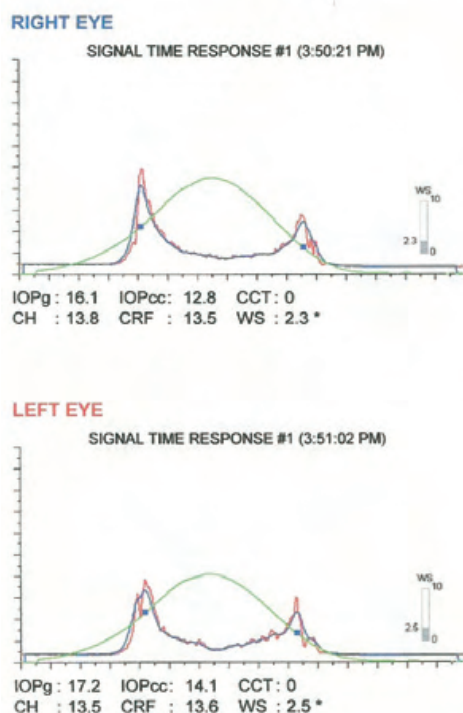 RIGHT EYE
SIGNAL TIME RESPONSE #1 (3:50:21 PM)
WS
10
2.3
0
IOPg : 16.1 IOPcc: 12.8 CCT : 0
CH : 13.8 CRF : 13.5 WS : 2.3 *
LEFT EYE
SIGNAL TIME RESPONSE #1 (3:51:02 PM)
WS
10
2.5
0
IOPg : 17.2 IOPcc: 14.1 CCT : 0
CH : 13.5 CRF : 13.6 WS : 2.5 *